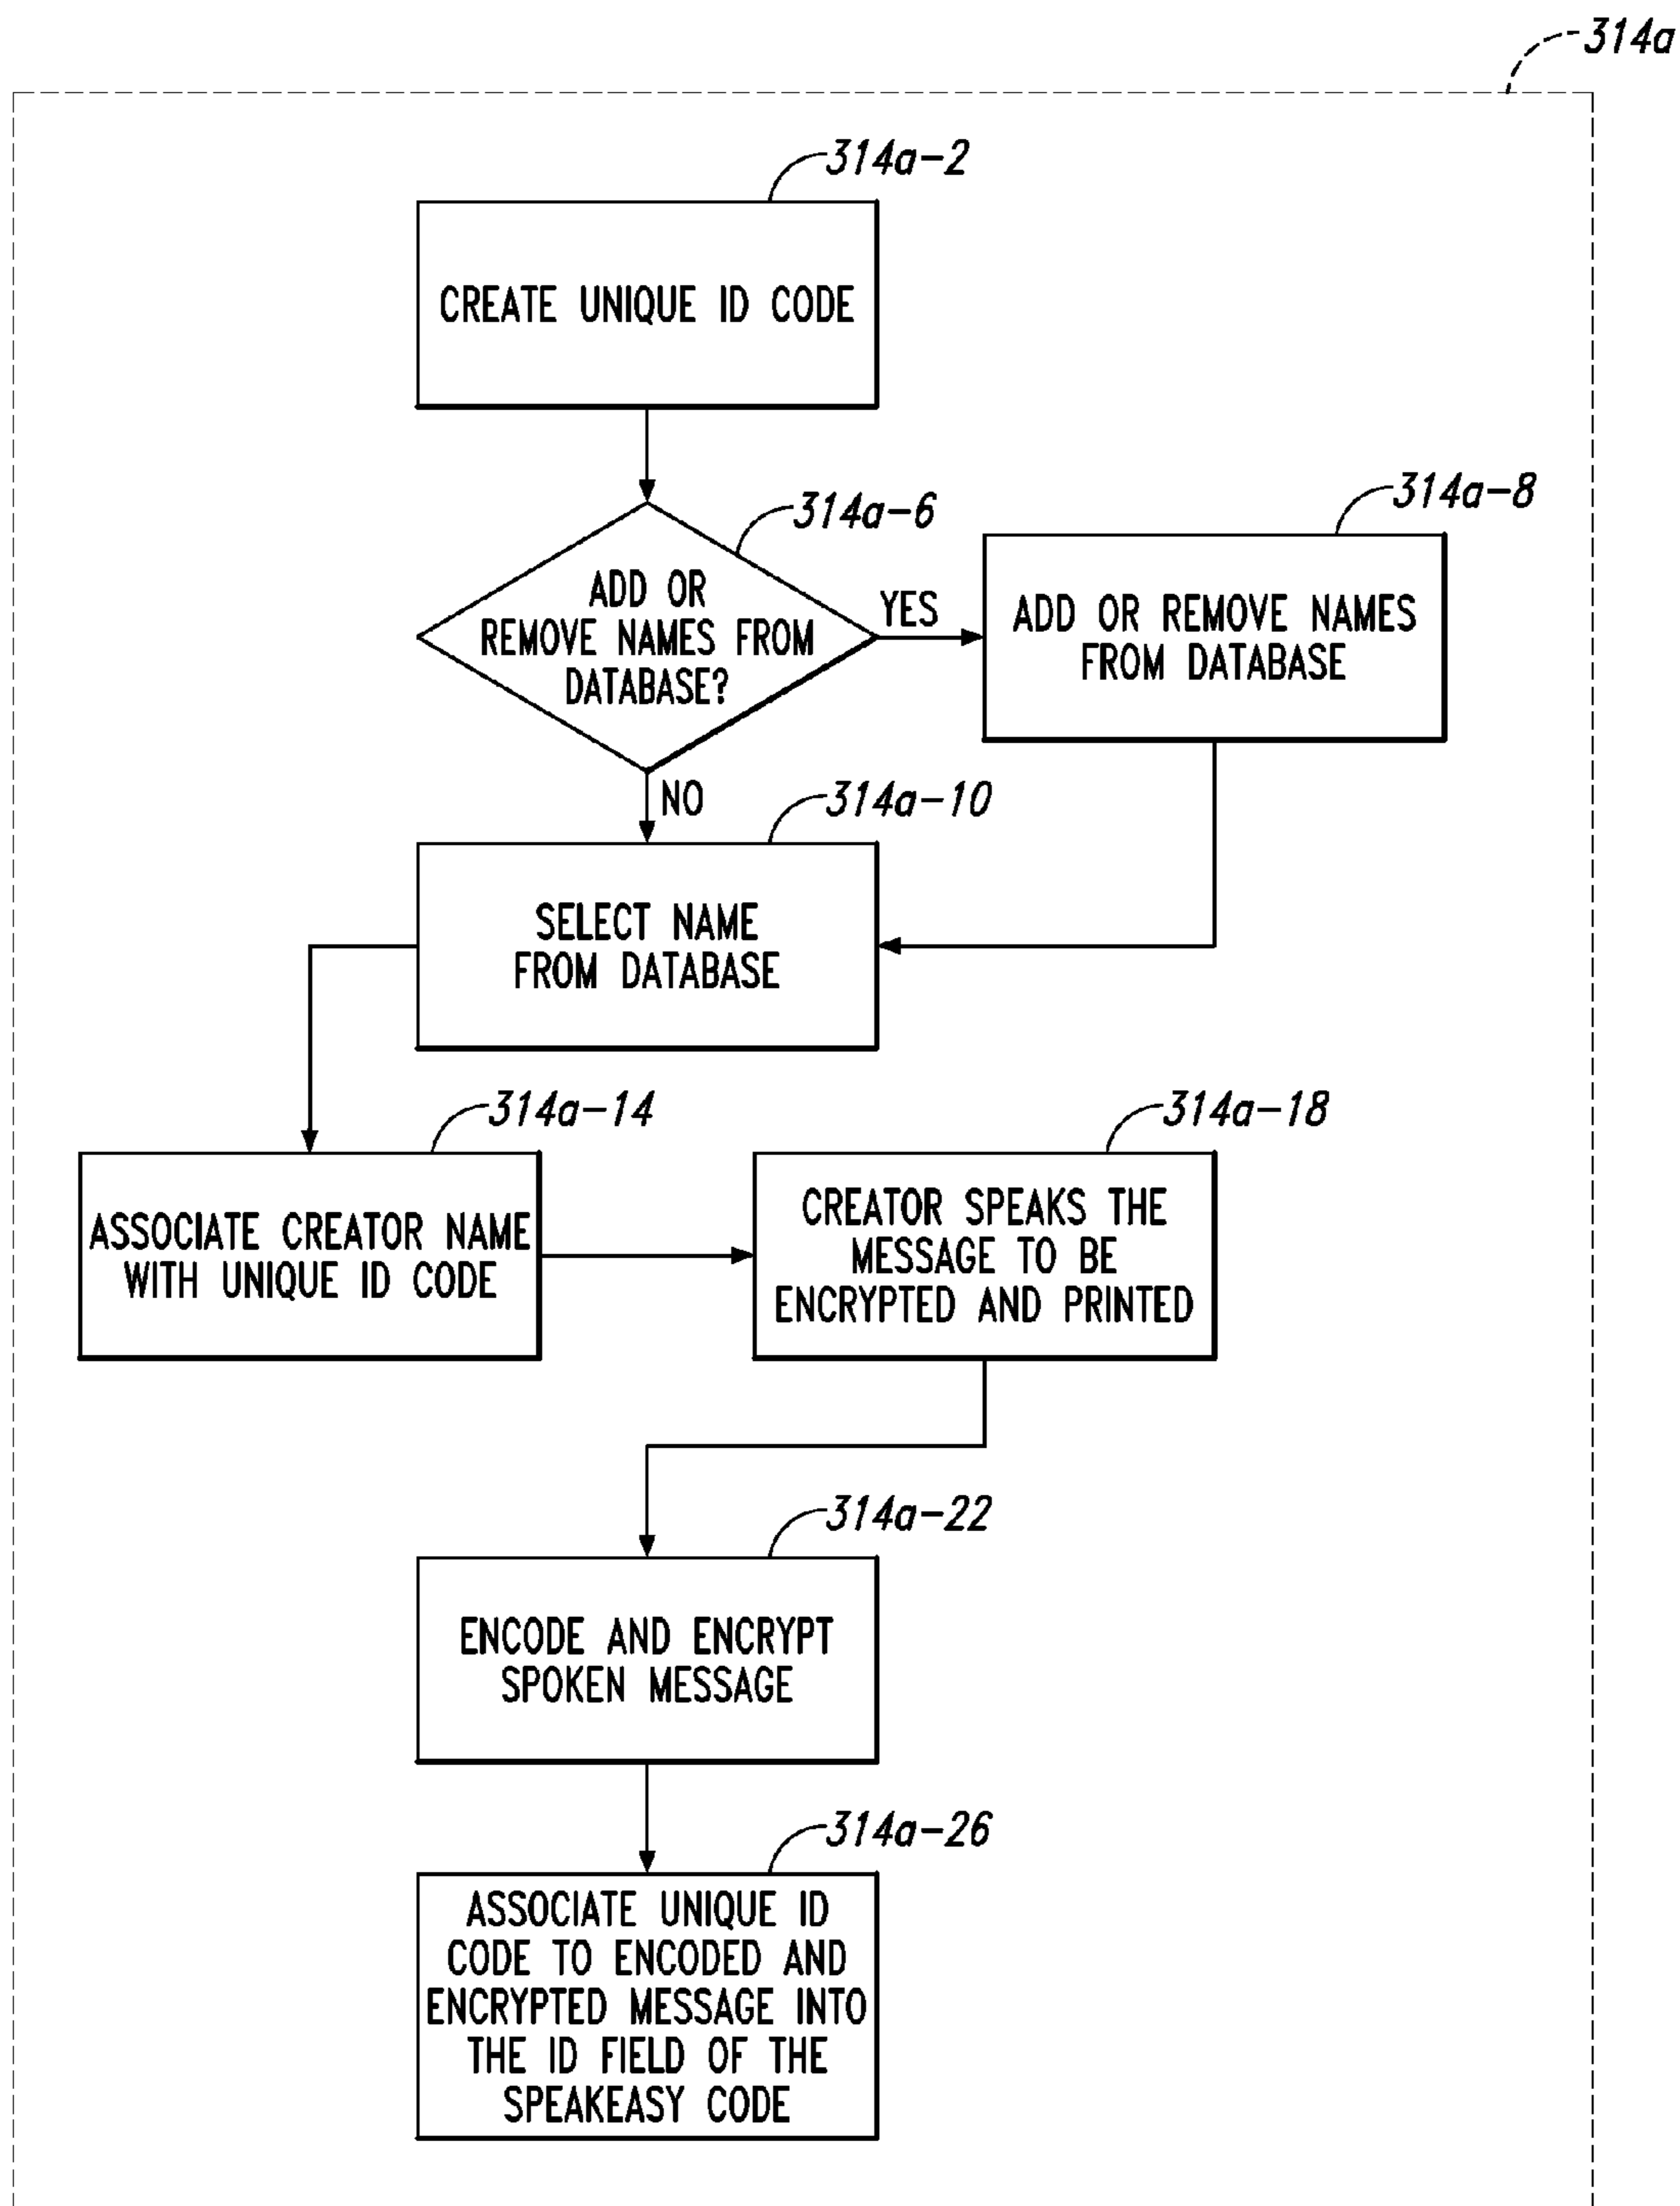 314a
314a-2
CREATE UNIQUE ID CODE
314a-6
ADD OR
REMOVE NAMES FROM
DATABASE?
YES
314a-8
ADD OR REMOVE NAMES
FROM DATABASE
NO
314a-10
SELECT NAME
FROM DATABASE
314a-14
ASSOCIATE CREATOR NAME
WITH UNIQUE ID CODE
314a-18
CREATOR SPEAKS THE
MESSAGE TO BE
ENCRYPTED AND PRINTED
314a-22
ENCODE AND ENCRYPT
SPOKEN MESSAGE
314a-26
ASSOCIATE UNIQUE ID
CODE TO ENCODED AND
ENCRYPTED MESSAGE INTO
THE ID FIELD OF THE
SPEAKEASY CODE